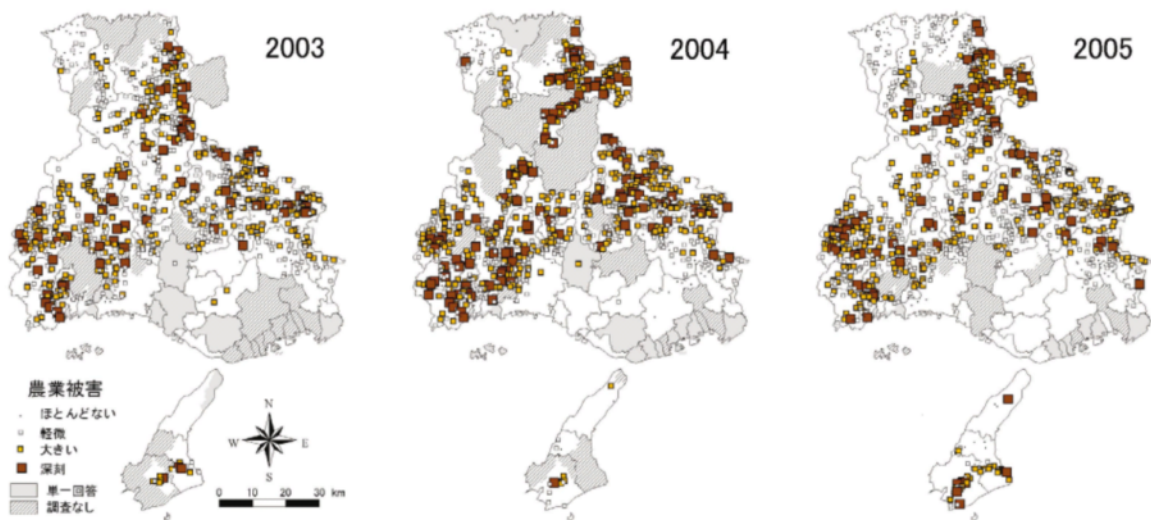 2003
2004
2005
農業被害
ほとんどない
軽微
大きい
深刻
単一回答
調査なし
N
W E
S
0 10 20 30 km